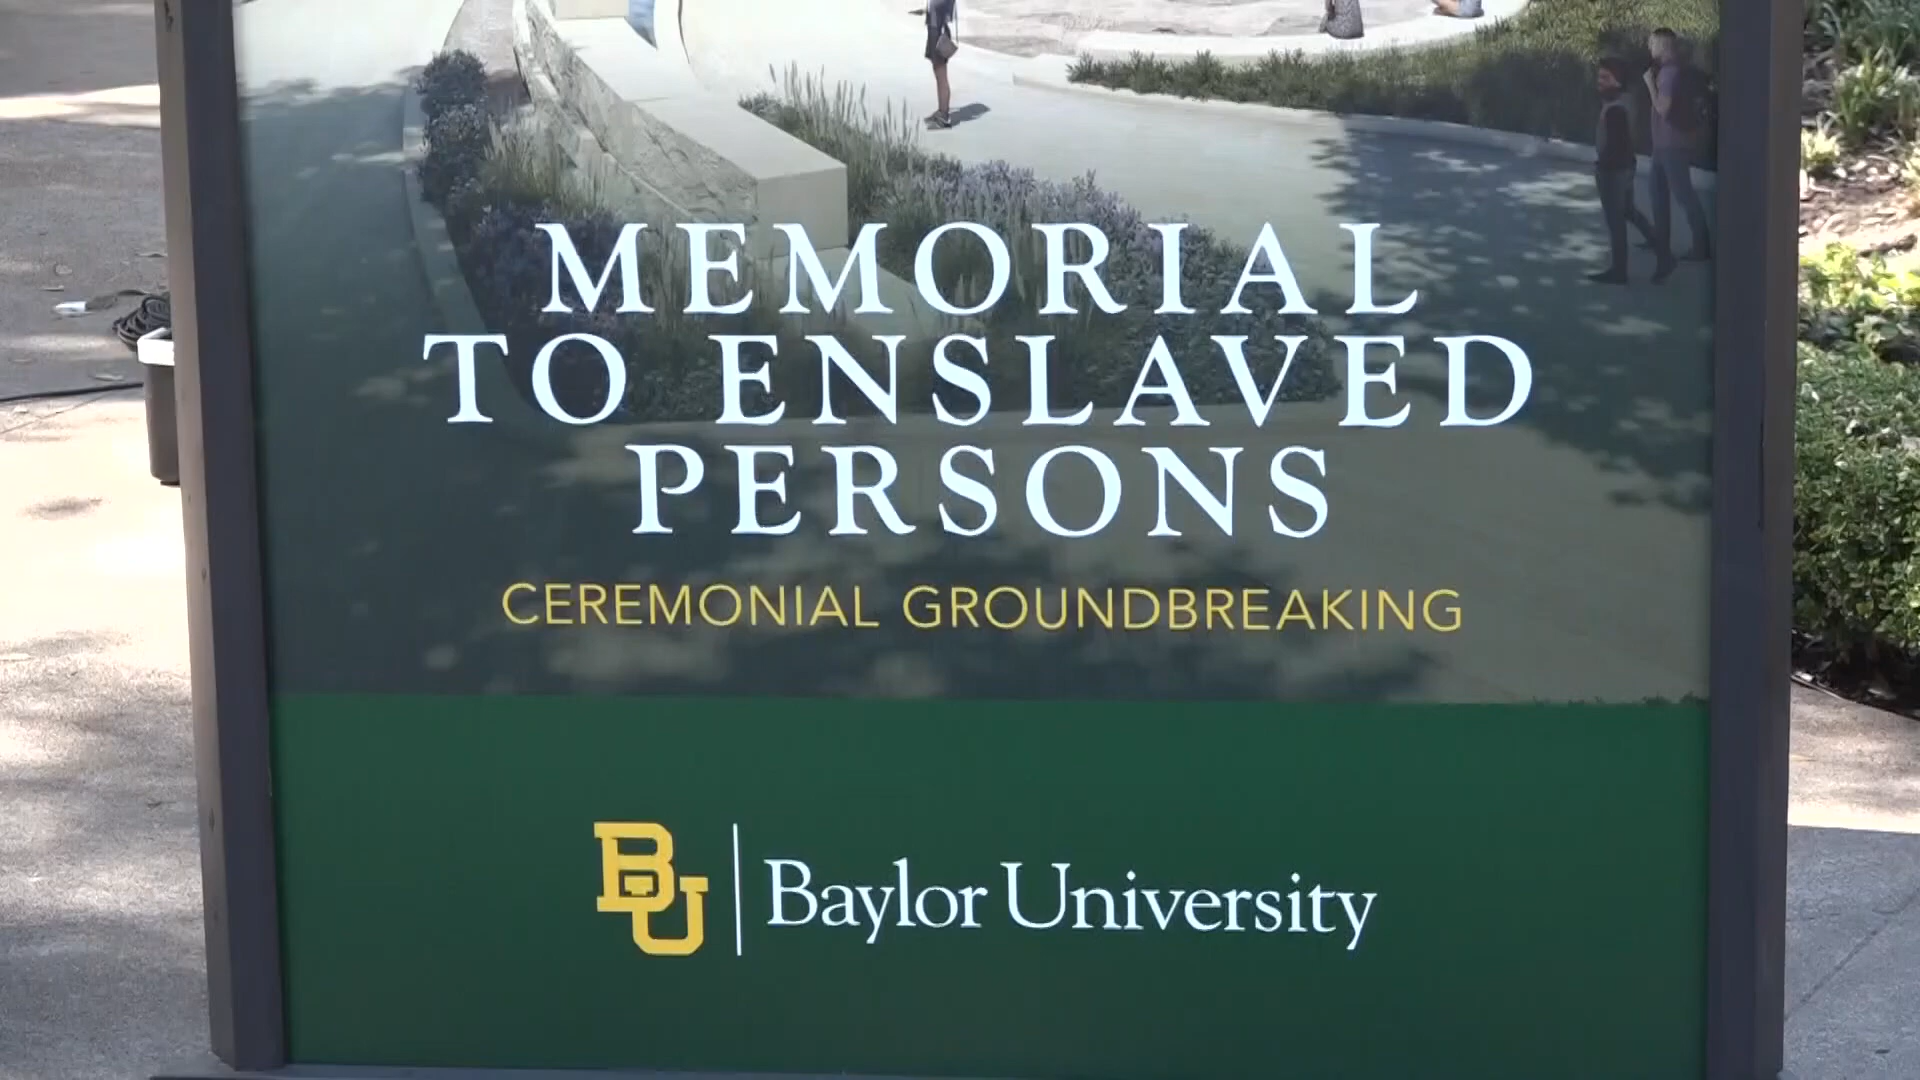 MEMORIAL
TO ENSLAVED
PERSONS
CEREMONIAL GROUNDBREAKING
BU Baylor University